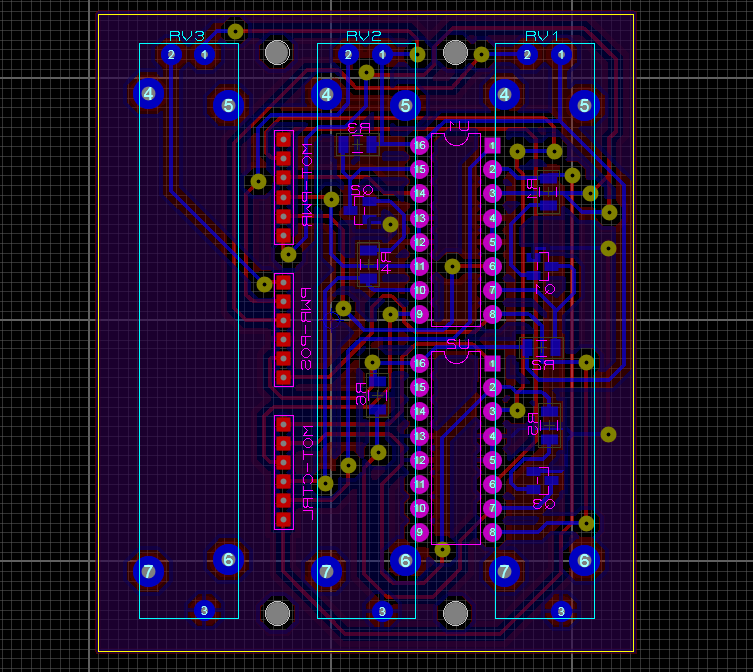 RV3 RV2 RV1
2 1 2 1 2 1
4 5 4 5 4 5
R3 U1
MOT-PWR
16 1
15 2
14 3
13 4
12 5
11 6
10 7
9 8
R1
Q2
R4
Q1
PWR-POS
U2
R2
16 1
15 2
14 3
13 4
12 5
11 6
10 7
9 8
R6
R5
MOT-CTRL
Q3
7 6 7 6 7 6
3 3 3